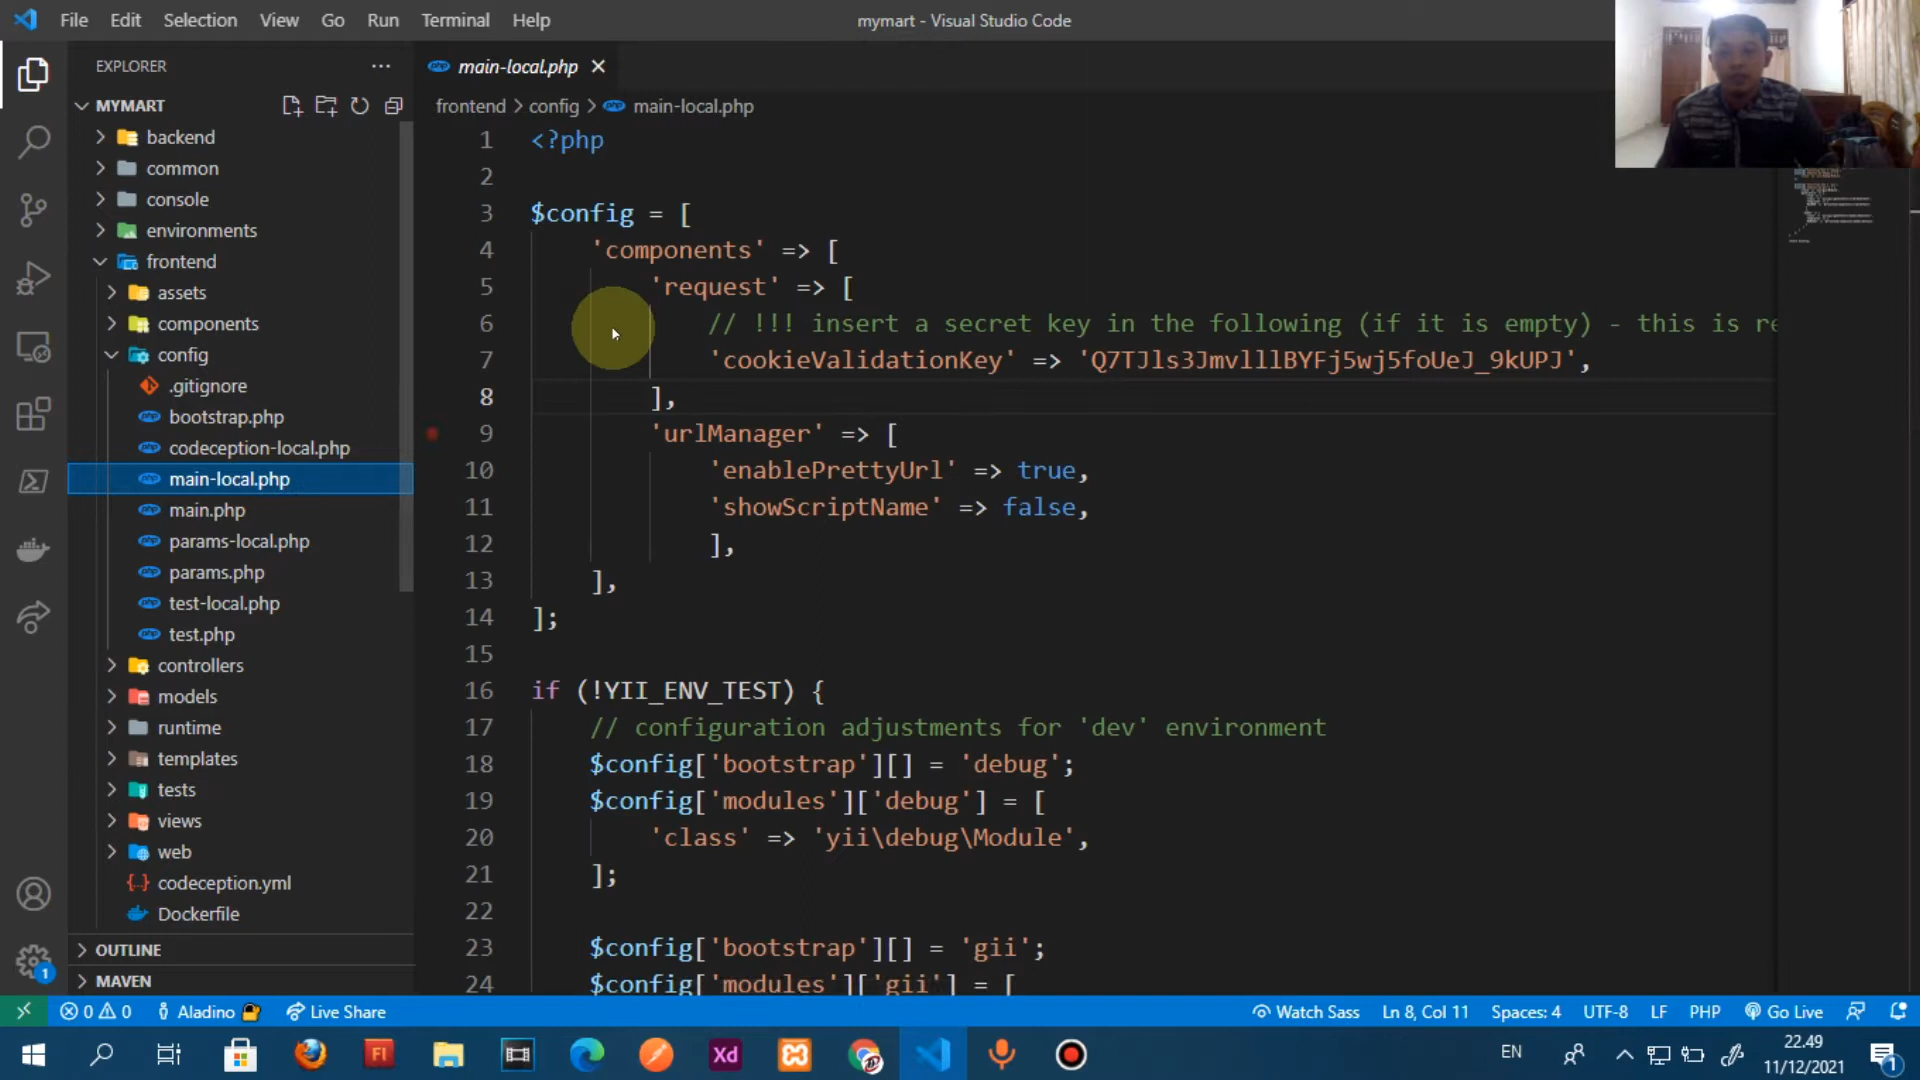 File Edit Selection View Go Run Terminal Help
mymart - Visual Studio Code
EXPLORER
main-local.php
MYMART
frontend > config > main-local.php
backend
common
console
environments
frontend
assets
components
config
.gitignore
bootstrap.php
codeception-local.php
main-local.php
main.php
params-local.php
params.php
test-local.php
test.php
controllers
models
runtime
templates
tests
views
web
codeception.yml
Dockerfile
OUTLINE
MAVEN
1 <?php
2
3 $config = [
4 'components' => [
5 'request' => [
6 // !!! insert a secret key in the following (if it is empty) - this is re
7 'cookieValidationKey' => 'Q7TJls3JmvlllBYFj5wj5foUeJ_9kUPJ',
8 ],
9 'urlManager' => [
10 'enablePrettyUrl' => true,
11 'showScriptName' => false,
12 ],
13 ],
14 ];
15
16 if (!YII_ENV_TEST) {
17 // configuration adjustments for 'dev' environment
18 $config['bootstrap'][] = 'debug';
19 $config['modules']['debug'] = [
20 'class' => 'yii\debug\Module',
21 ];
22
23 $config['bootstrap'][] = 'gii';
24 $config['modules']['gii'] = [
1
0 0 Aladino Live Share
Watch Sass Ln 8, Col 11 Spaces: 4 UTF-8 LF PHP Go Live
Fl Xd
EN
22.49
11/12/2021
1